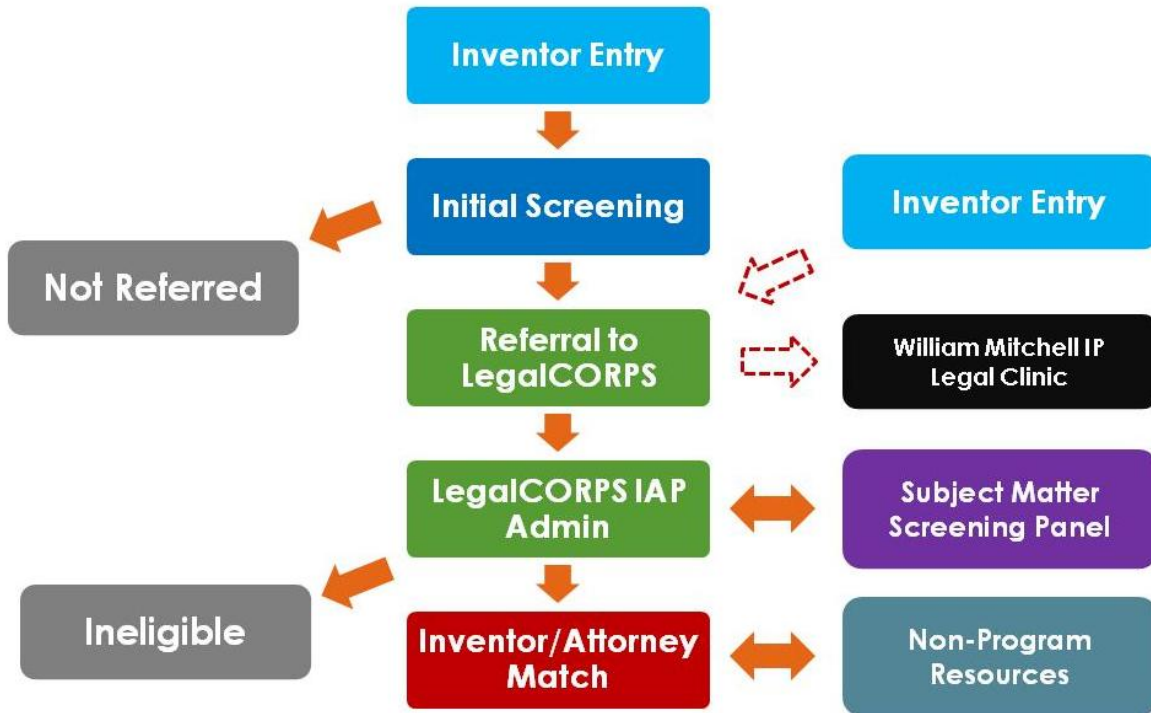 Inventor Entry
Initial Screening
Inventor Entry
Not Referred
Referral to
LegalCORPS
William Mitchell IP
Legal Clinic
LegalCORPS IAP
Admin
Subject Matter
Screening Panel
Ineligible
Inventor/Attorney
Match
Non-Program
Resources